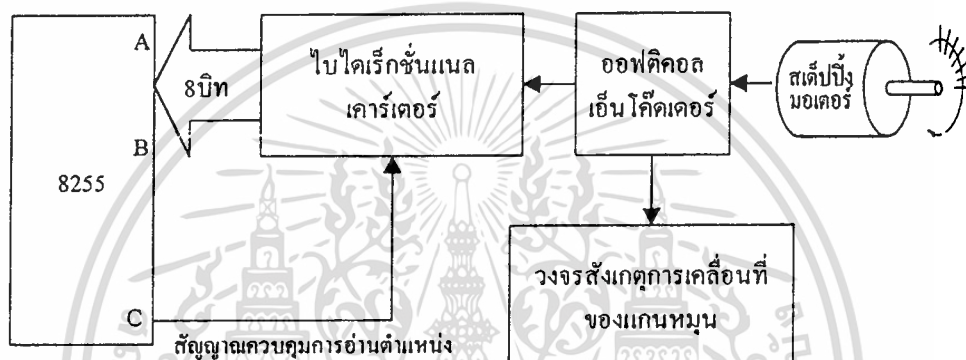 A
8บิท
B
8255
C
ไบไดเร็กชั่นแนล
เคาร์เตอร์
ออฟติคอล
เอ็นโค๊ดเดอร์
สเต็ปปิ้ง
มอเตอร์
วงจรสังเกตุการเคลื่อนที่
ของแกนหมุน
สัญญาณควบคุมการอ่านตำแหน่ง